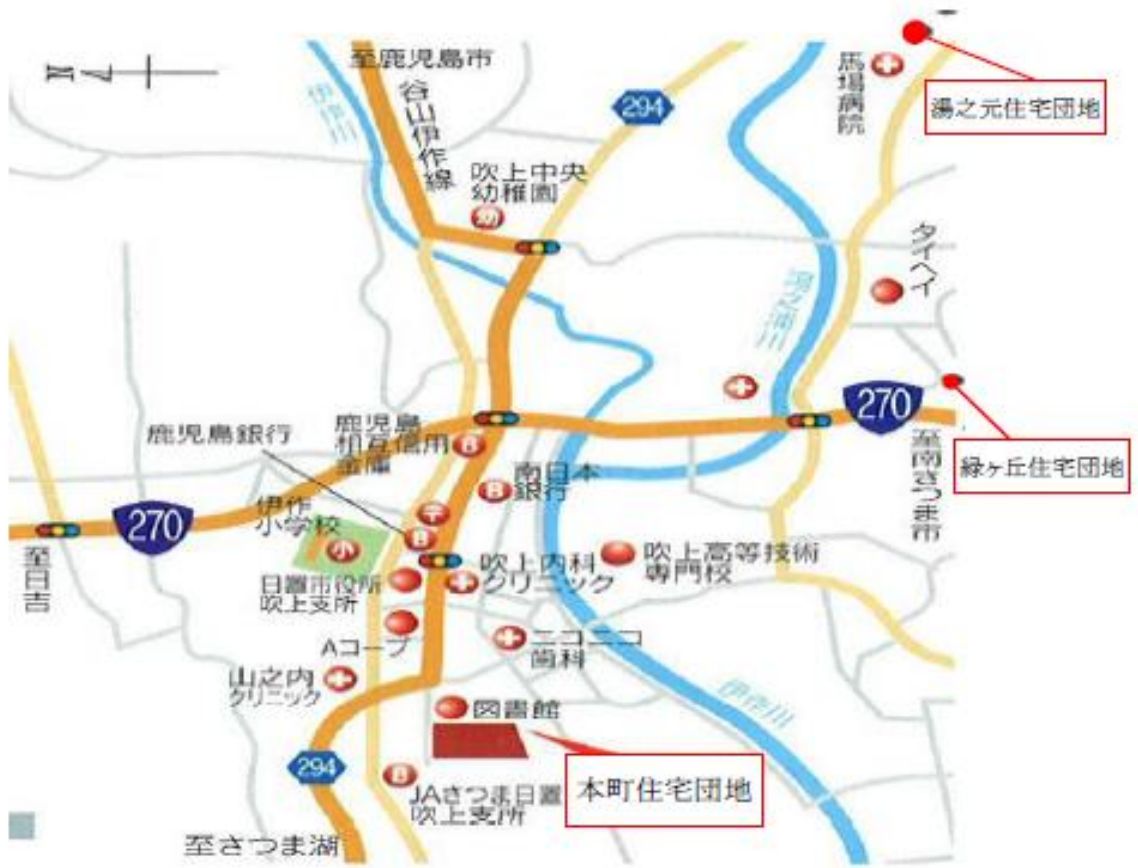 至鹿児島市
N
伊作川
谷山伊作線
294
馬場病院
湯之元住宅団地
吹上中央
幼稚園
幼
タイヘイ
湯之浦川
270
鹿児島銀行
鹿児島
相互信用
金庫
B
至南さつま市
緑ヶ丘住宅団地
南日本
銀行
B
270
伊作
小学校
小
〒
B
至日吉
日置市役所
吹上支所
吹上内科
クリニック
吹上高等技術
専門校
Aコープ
ニコニコ
歯科
山之内
クリニック
図書館
伊作川
294
B
JAさつま日置
吹上支所
本町住宅団地
至さつま湖